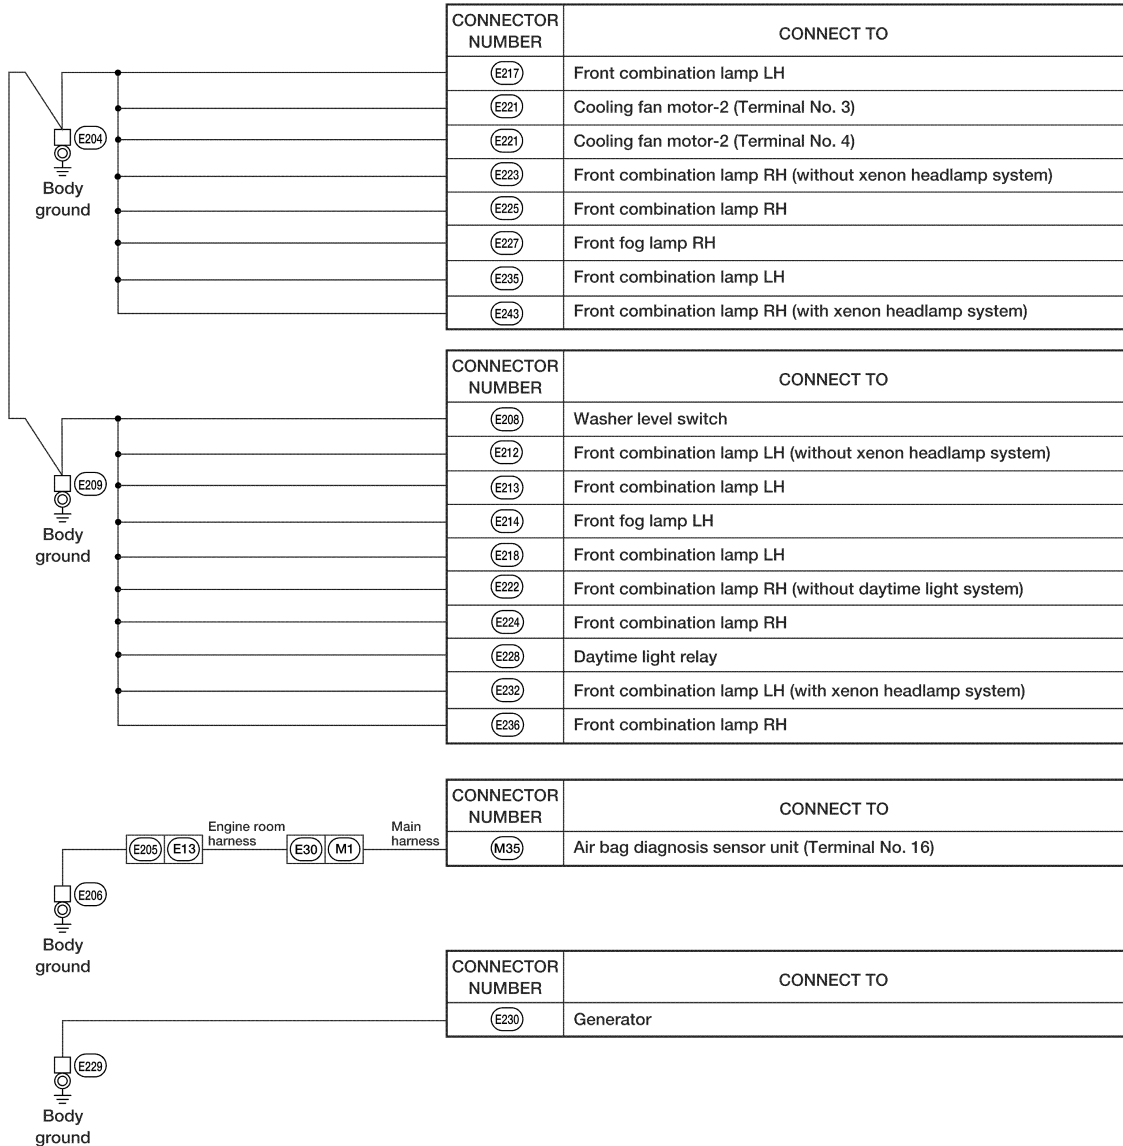 CONNECTOR NUMBER CONNECT TO
E217 Front combination lamp LH
E221 Cooling fan motor-2 (Terminal No. 3)
E221 Cooling fan motor-2 (Terminal No. 4)
E223 Front combination lamp RH (without xenon headlamp system)
E225 Front combination lamp RH
E227 Front fog lamp RH
E235 Front combination lamp LH
E243 Front combination lamp RH (with xenon headlamp system)
E204
Body
ground
CONNECTOR NUMBER CONNECT TO
E208 Washer level switch
E212 Front combination lamp LH (without xenon headlamp system)
E213 Front combination lamp LH
E214 Front fog lamp LH
E218 Front combination lamp LH
E222 Front combination lamp RH (without daytime light system)
E224 Front combination lamp RH
E228 Daytime light relay
E232 Front combination lamp LH (with xenon headlamp system)
E236 Front combination lamp RH
E209
Body
ground
CONNECTOR NUMBER CONNECT TO
E205 E13 Engine room harness E30 M1 Main harness M35 Air bag diagnosis sensor unit (Terminal No. 16)
E206
Body
ground
CONNECTOR NUMBER CONNECT TO
E230 Generator
E229
Body
ground